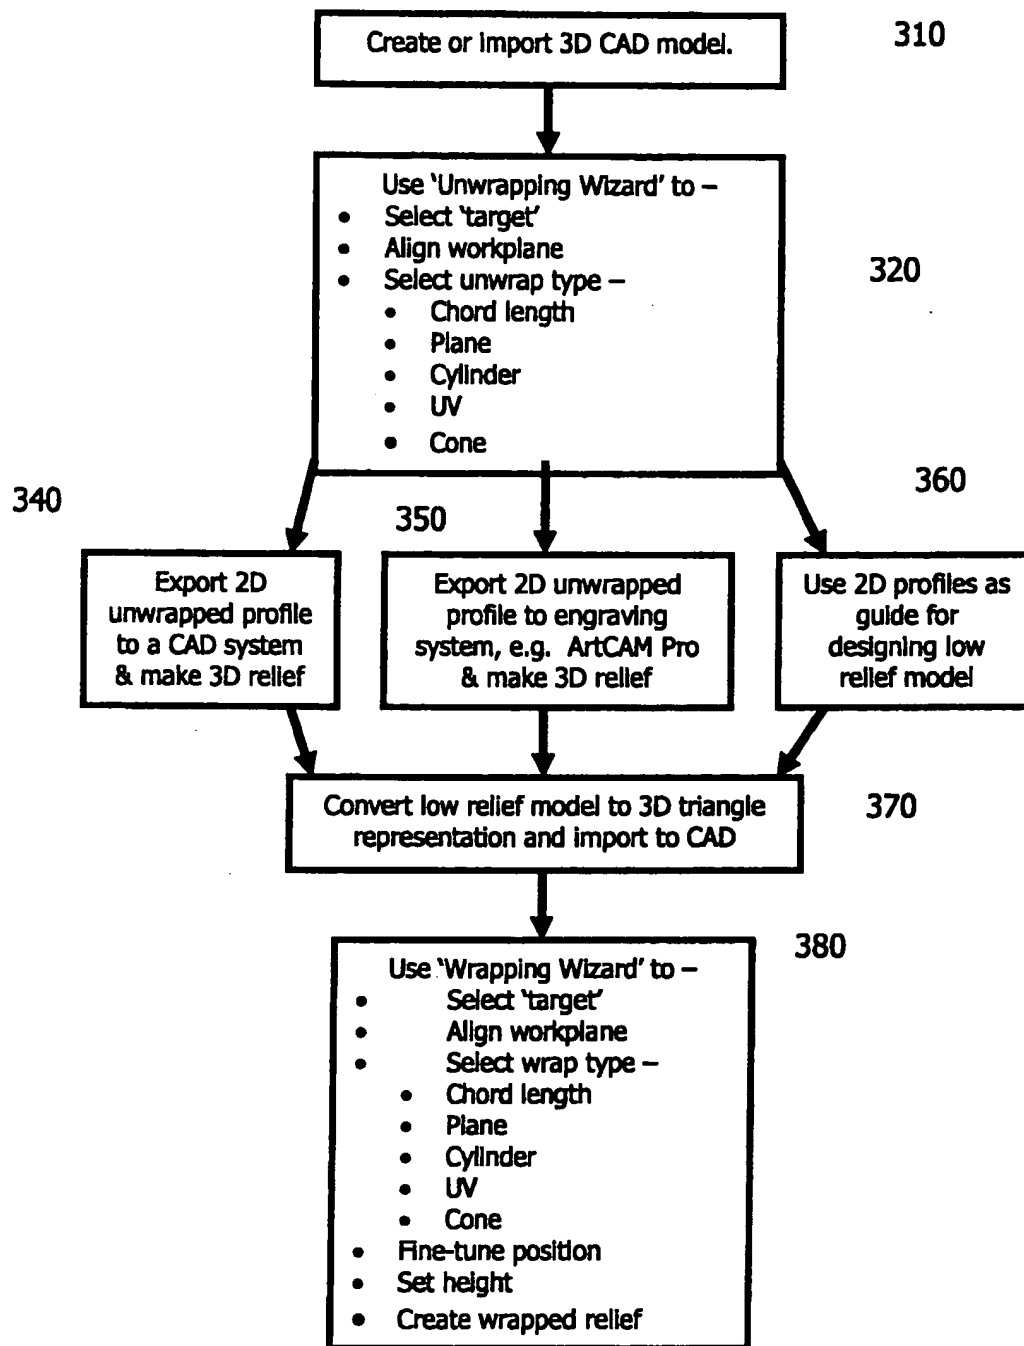 Create or import 3D CAD model.
310
Use ‘Unwrapping Wizard’ to –
• Select ‘target’
• Align workplane
• Select unwrap type –
• Chord length
• Plane
• Cylinder
• UV
• Cone
320
340
350
360
Export 2D
unwrapped profile
to a CAD system
& make 3D relief
Export 2D unwrapped
profile to engraving
system, e.g. ArtCAM Pro
& make 3D relief
Use 2D profiles as
guide for
designing low
relief model
Convert low relief model to 3D triangle
representation and import to CAD
370
380
Use ‘Wrapping Wizard’ to –
• Select ‘target’
• Align workplane
• Select wrap type –
• Chord length
• Plane
• Cylinder
• UV
• Cone
• Fine-tune position
• Set height
• Create wrapped relief